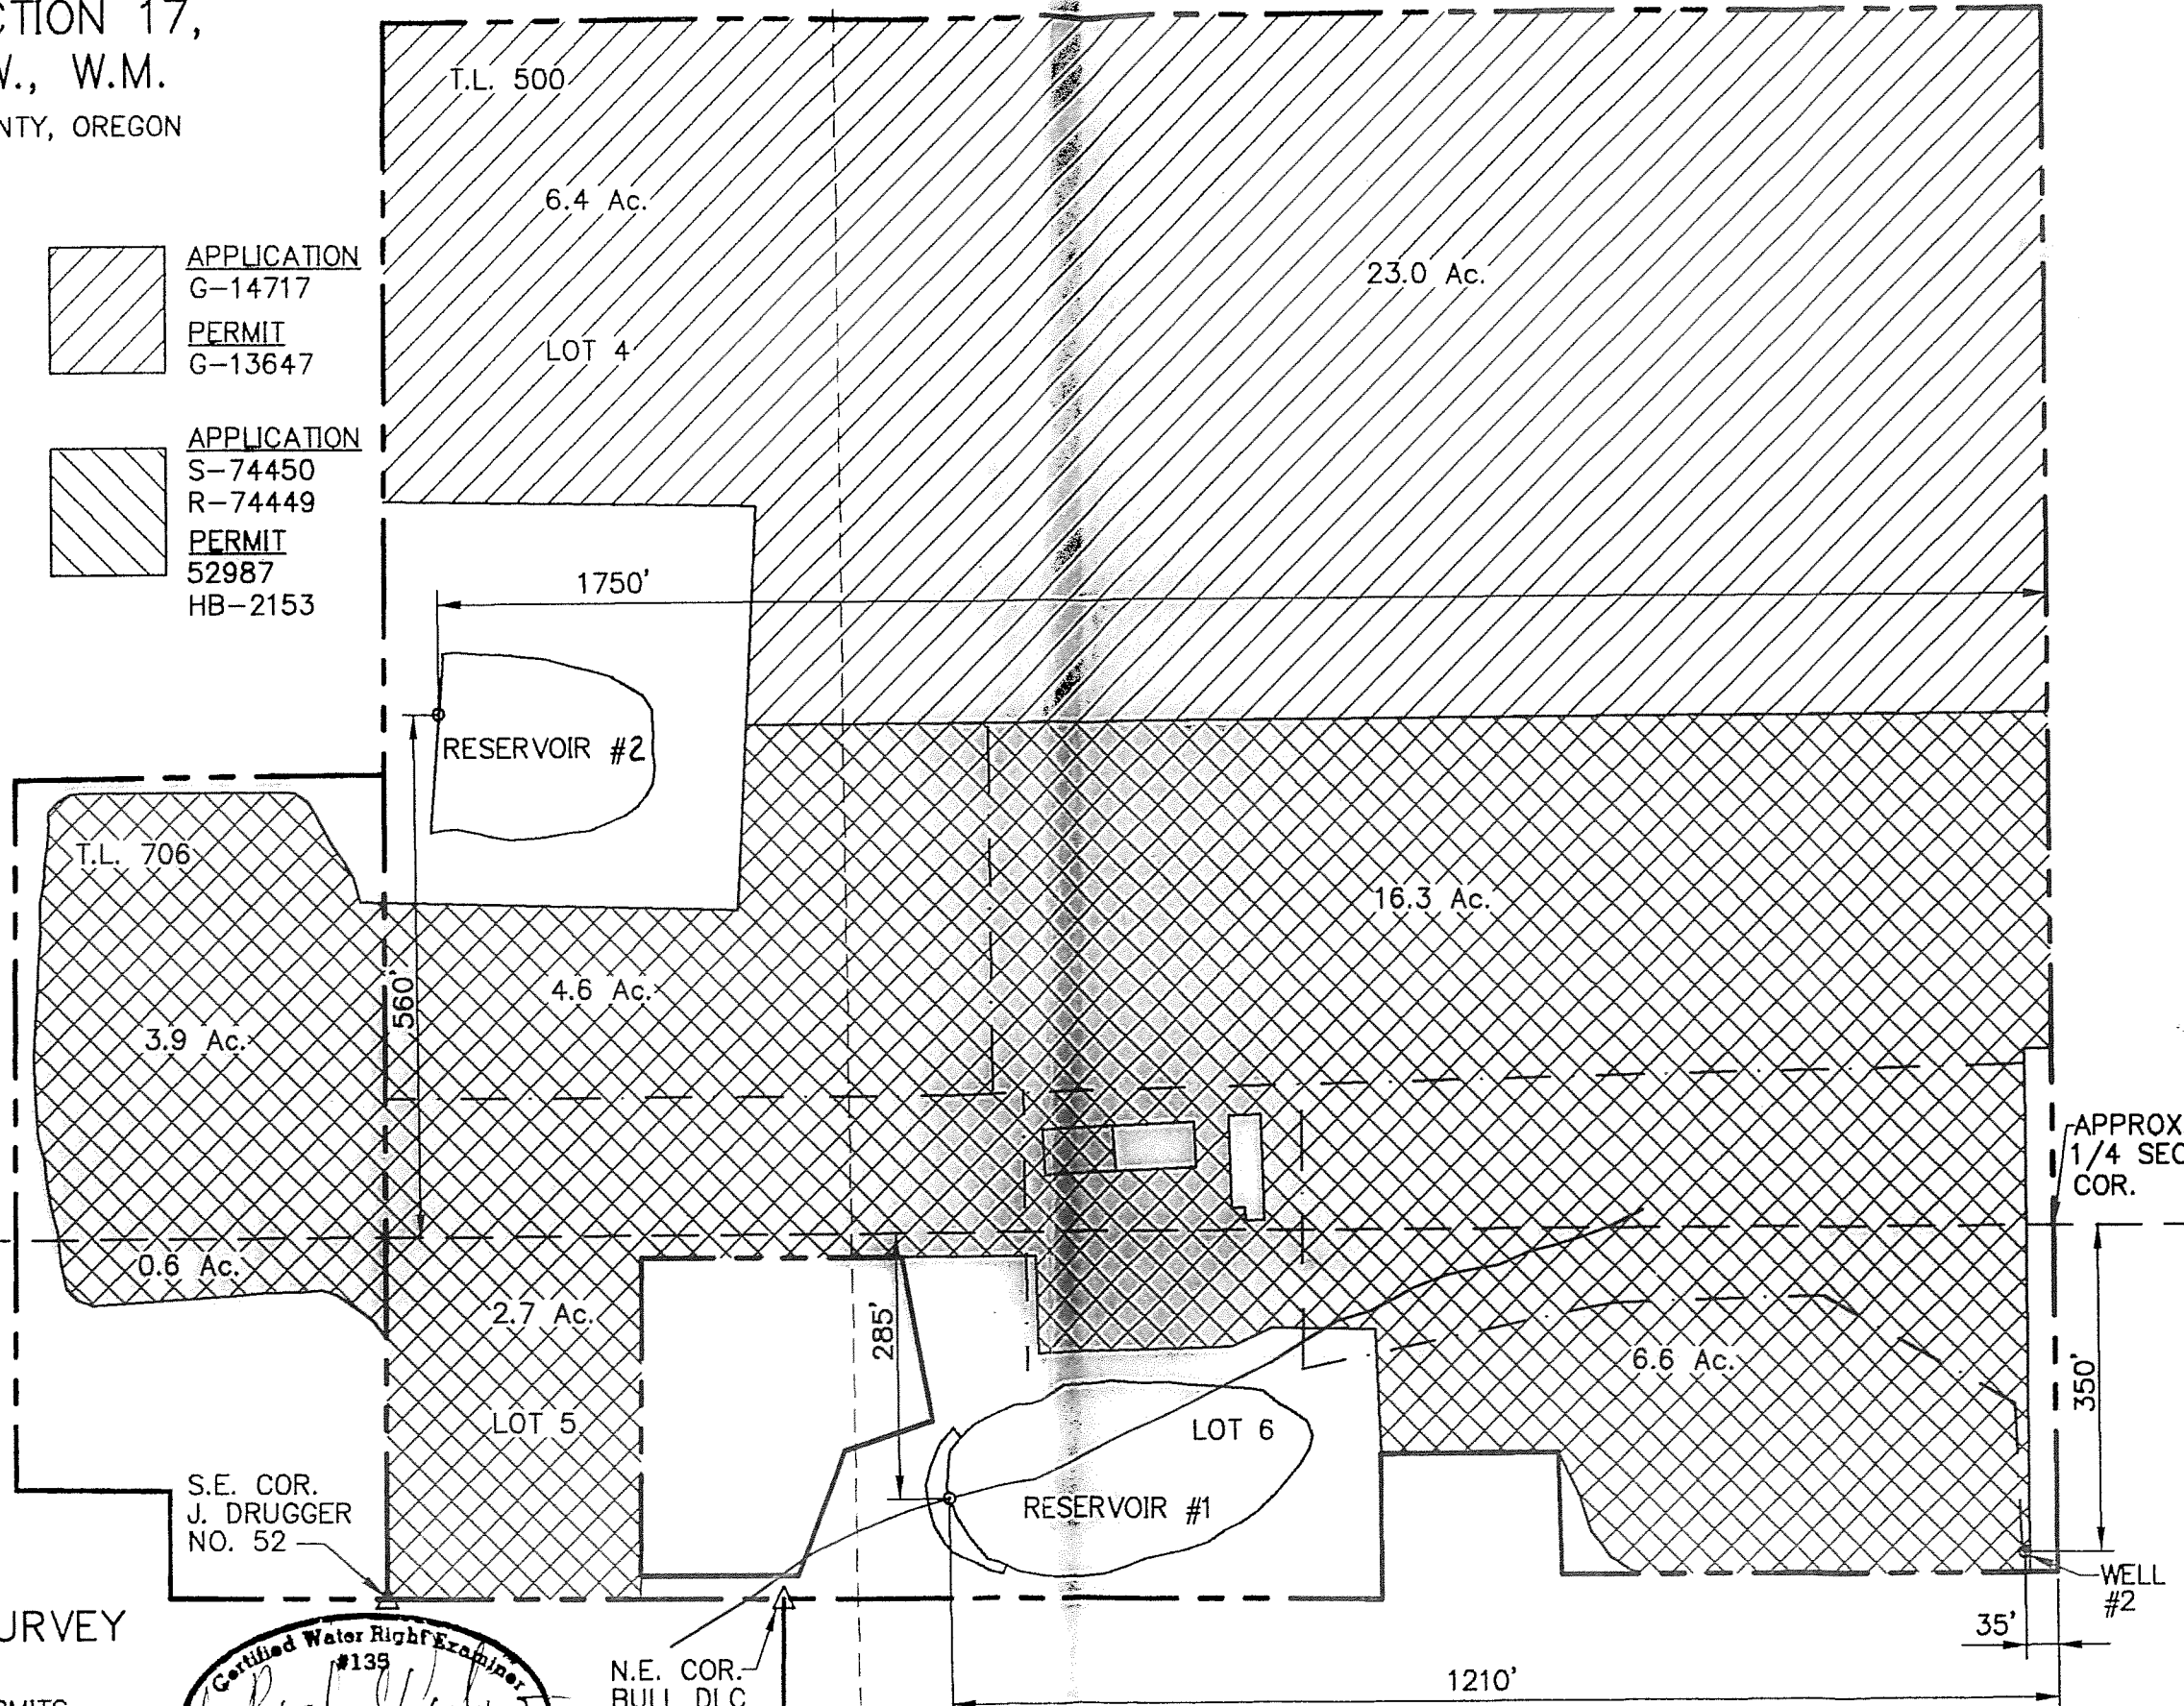 CTION 17,
W., W.M.
NTY, OREGON
APPLICATION
G-14717
PERMIT
G-13647
APPLICATION
S-74450
R-74449
PERMIT
52987
HB-2153
T.L. 500
6.4 Ac.
LOT 4
23.0 Ac.
1750'
RESERVOIR #2
T.L. 706
16.3 Ac.
4.6 Ac.
560'
3.9 Ac.
APPROX
1/4 SEC
COR.
0.6 Ac.
2.7 Ac.
285'
6.6 Ac.
350'
LOT 5
LOT 6
RESERVOIR #1
S.E. COR.
J. DRUGGER
NO. 52
WELL
#2
35'
URVEY
Certified Water Right Examiner
#135
N.E. COR.
BULL DLC
1210'
RMITS